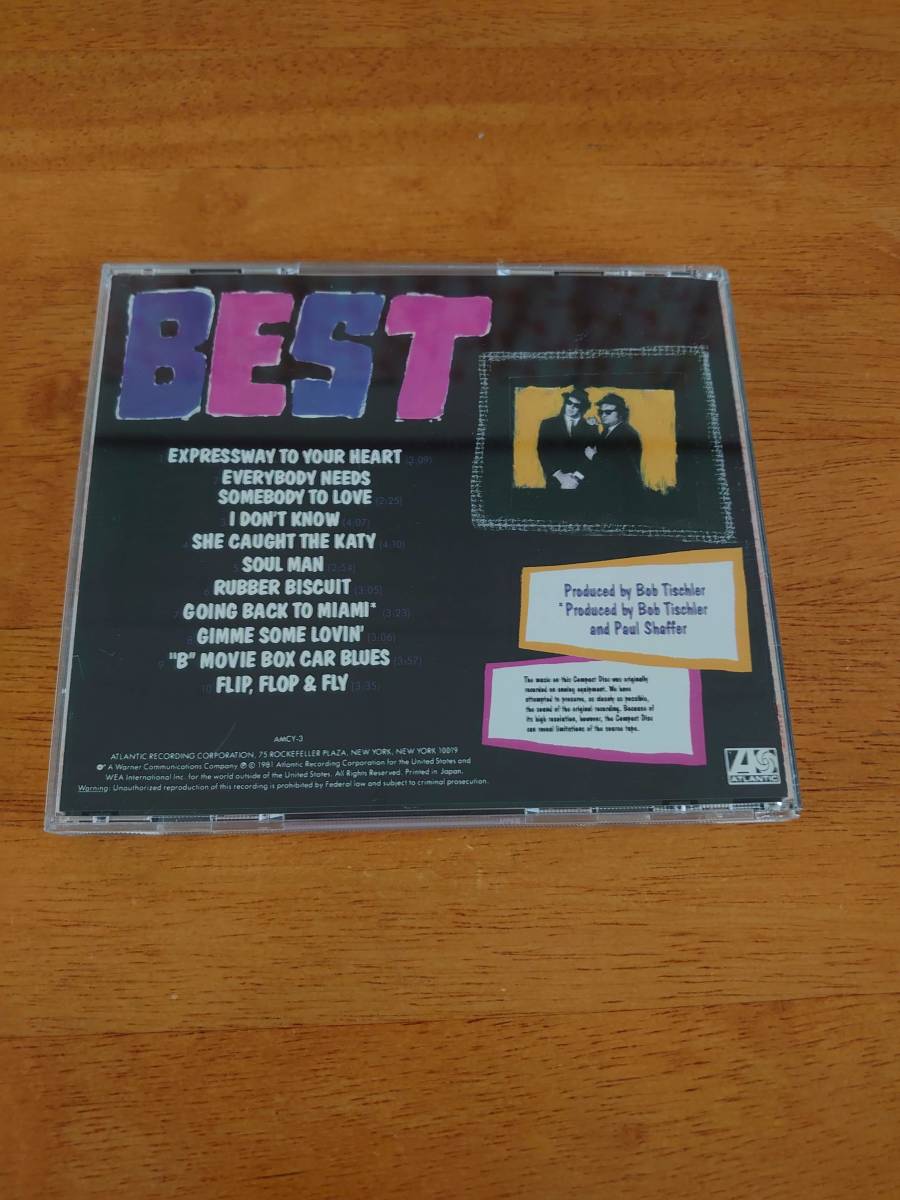 BEST
1. EXPRESSWAY TO YOUR HEART (3:09)
2. EVERYBODY NEEDS
SOMEBODY TO LOVE (2:25)
3. I DON'T KNOW (4:07)
4. SHE CAUGHT THE KATY (4:10)
5. SOUL MAN (2:54)
6. RUBBER BISCUIT (3:05)
7. GOING BACK TO MIAMI* (3:23)
8. GIMME SOME LOVIN' (3:06)
9. "B" MOVIE BOX CAR BLUES (3:57)
10. FLIP, FLOP & FLY (3:35)
Produced by Bob Tischler
*Produced by Bob Tischler
and Paul Shaffer
The music on this Compact Disc was originally
recorded on analog equipment. We have
attempted to preserve, as closely as possible,
the sound of the original recording. Because of
its high resolution, however, the Compact Disc
can reveal limitations of the source tape.
AMCY-3
ATLANTIC RECORDING CORPORATION, 75 ROCKEFELLER PLAZA, NEW YORK, NEW YORK 10019
A Warner Communications Company ℗ © 1981 Atlantic Recording Corporation for the United States and
WEA International Inc. for the world outside of the United States. All Rights Reserved. Printed in Japan.
Warning: Unauthorized reproduction of this recording is prohibited by Federal law and subject to criminal prosecution.
ATLANTIC